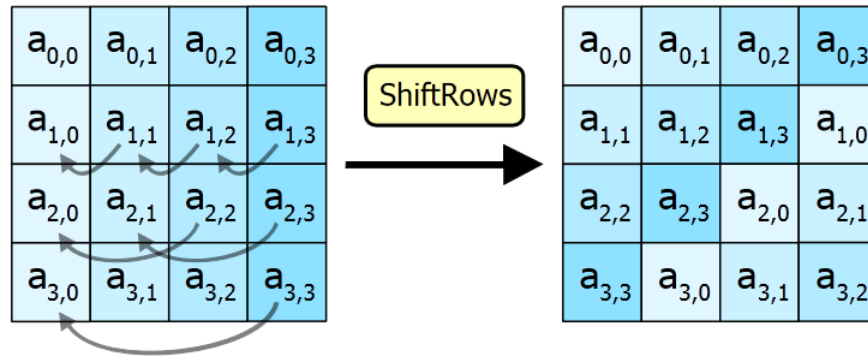 a0,0 a0,1 a0,2 a0,3
a1,0 a1,1 a1,2 a1,3
a2,0 a2,1 a2,2 a2,3
a3,0 a3,1 a3,2 a3,3
ShiftRows
a0,0 a0,1 a0,2 a0,3
a1,1 a1,2 a1,3 a1,0
a2,2 a2,3 a2,0 a2,1
a3,3 a3,0 a3,1 a3,2